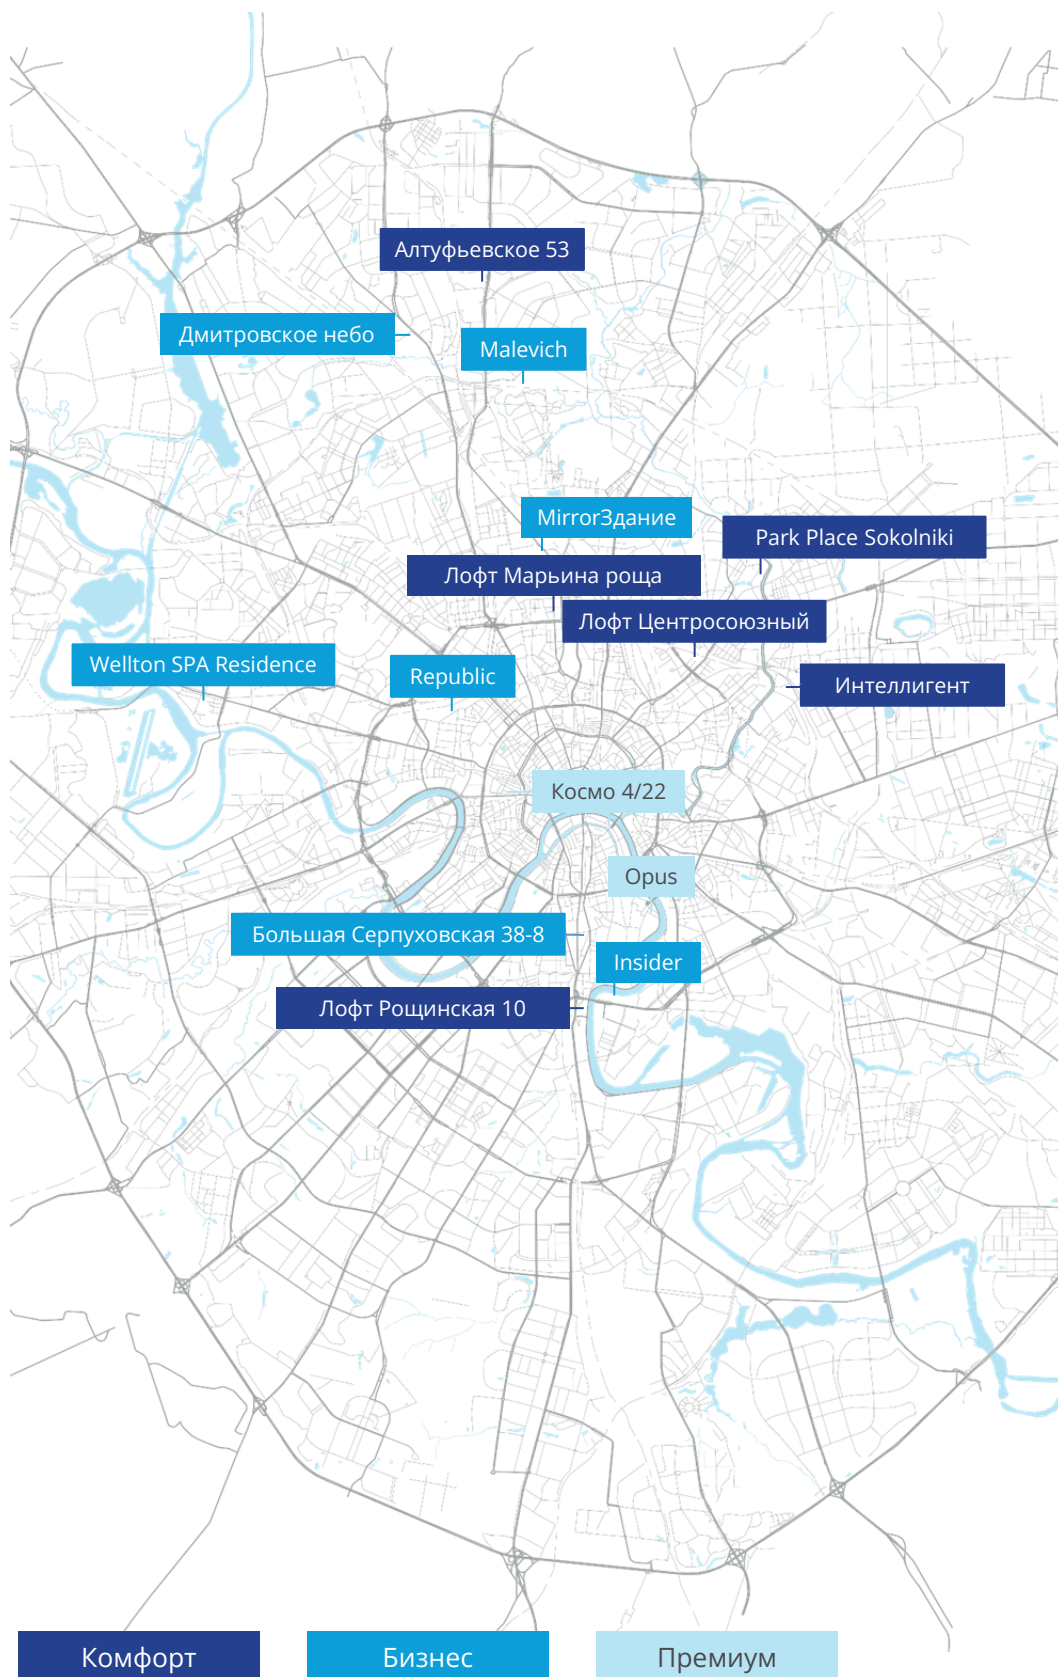 Алтуфьевское 53
Дмитровское небо
Malevich
MirrorЗдание
Park Place Sokolniki
Лофт Марьина роща
Лофт Центросоюзный
Wellton SPA Residence
Republic
Интеллигент
Космо 4/22
Opus
Большая Серпуховская 38-8
Insider
Лофт Рощинская 10
Комфорт
Бизнес
Премиум